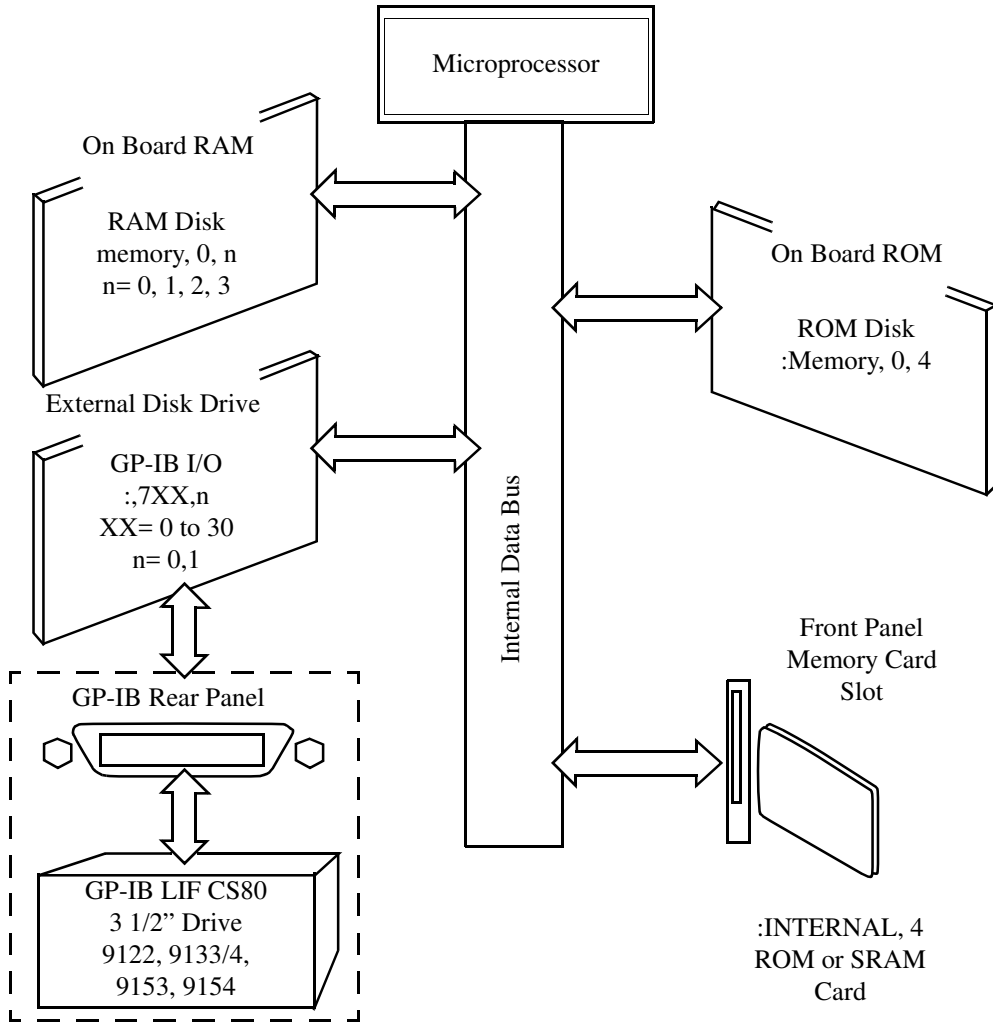 Microprocessor
On Board RAM
RAM Disk
memory, 0, n
n= 0, 1, 2, 3
On Board ROM
ROM Disk
:Memory, 0, 4
External Disk Drive
GP-IB I/O
:,7XX,n
XX= 0 to 30
n= 0,1
Internal Data Bus
Front Panel
Memory Card
Slot
GP-IB Rear Panel
GP-IB LIF CS80
3 1/2” Drive
9122, 9133/4,
9153, 9154
:INTERNAL, 4
ROM or SRAM
Card